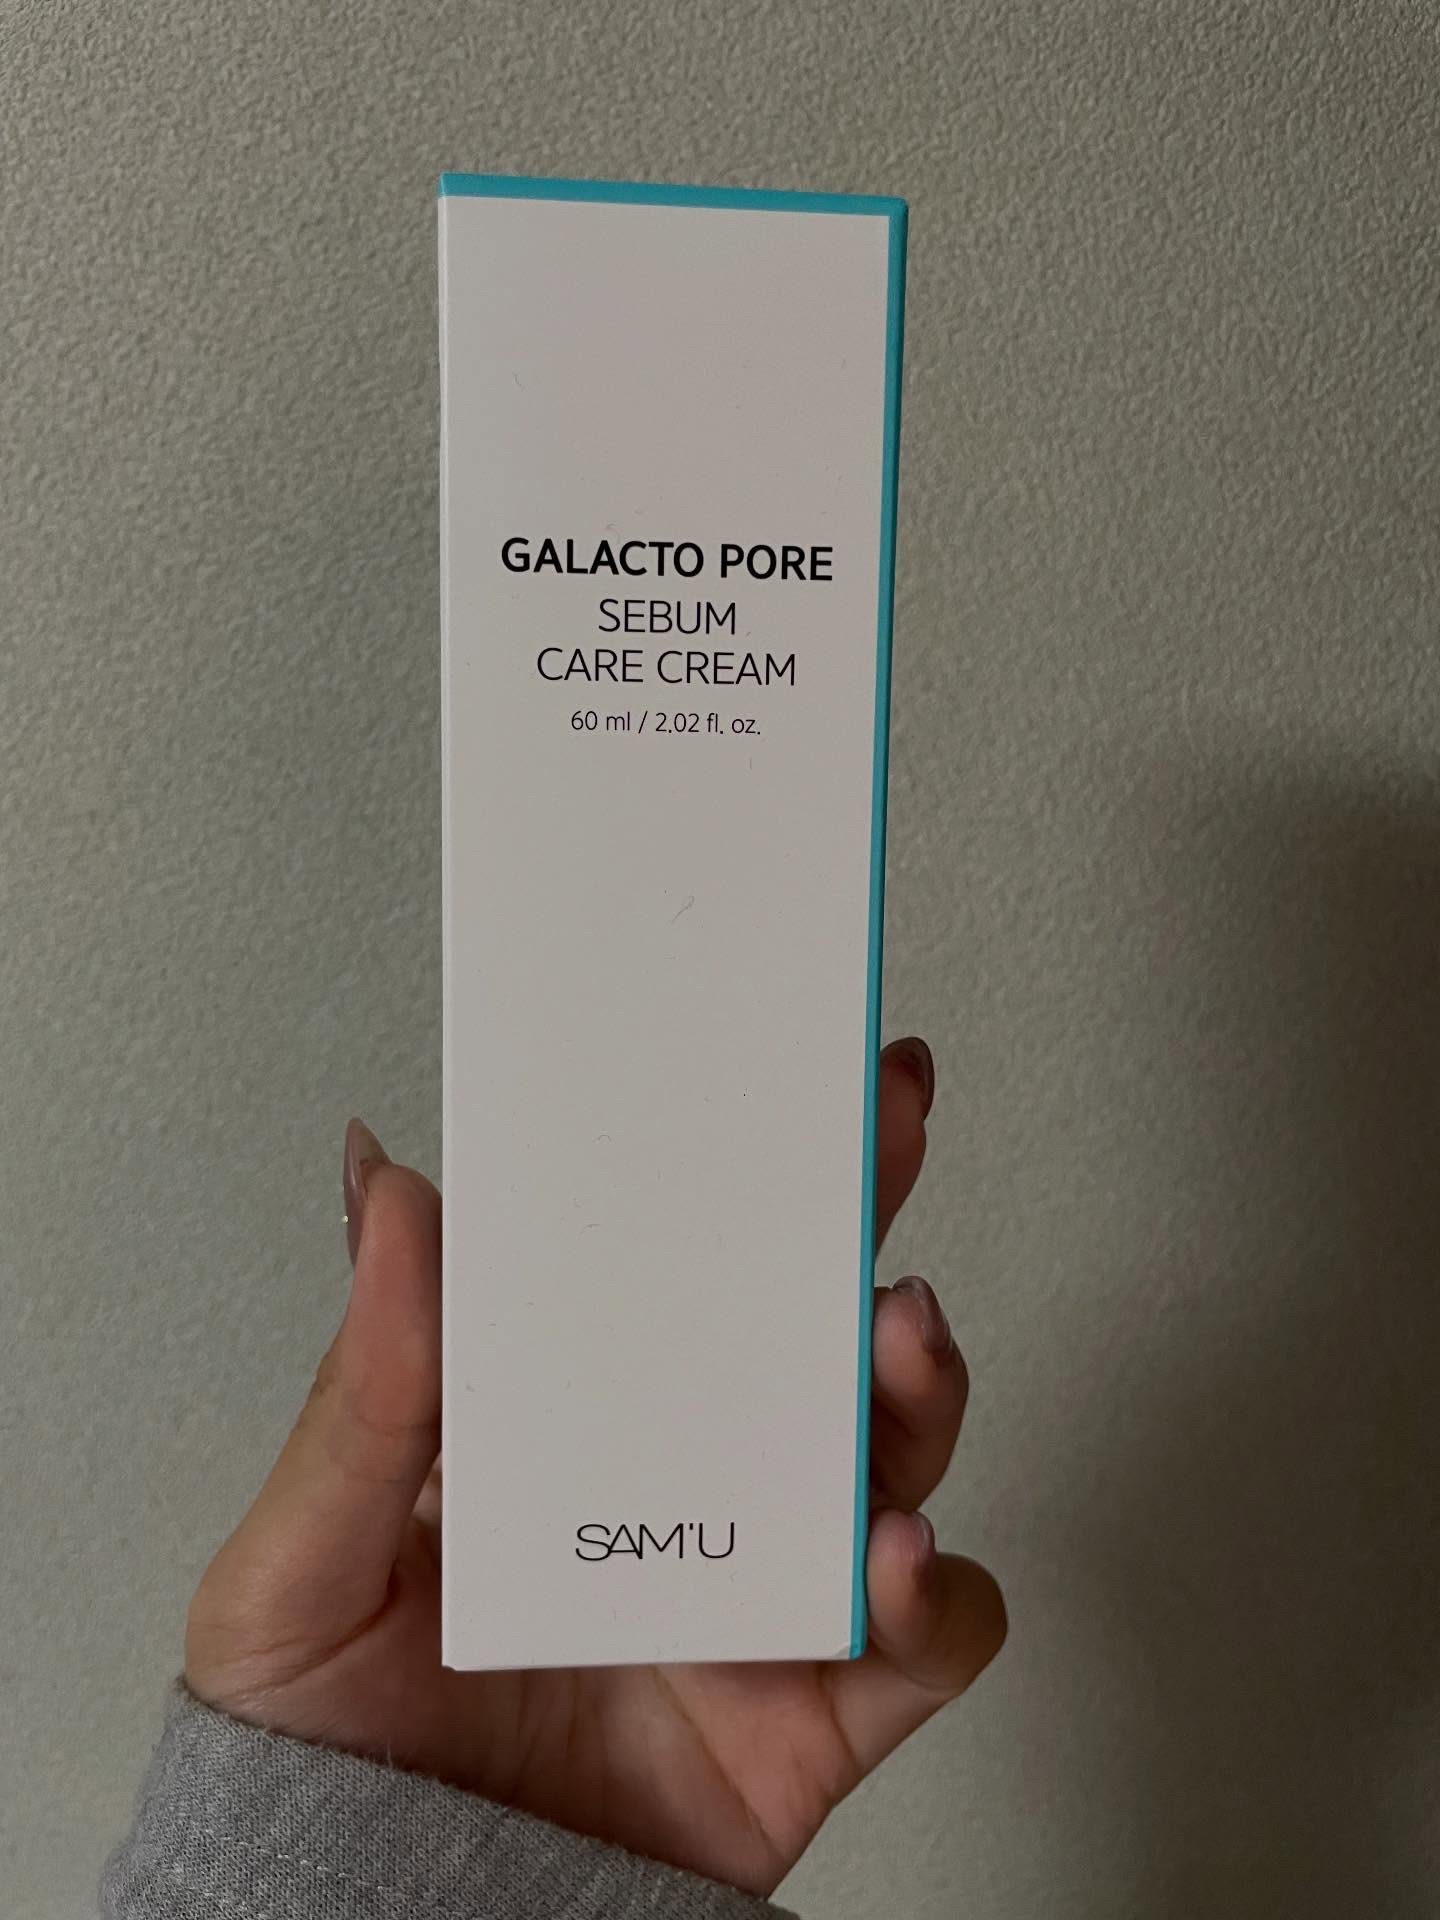 GALACTO PORE
SEBUM
CARE CREAM
60 ml / 2.02 fl. oz.
SAM'U